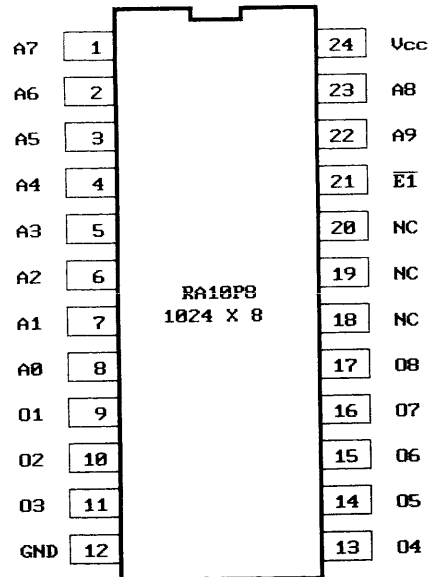 A7 1 24 Vcc
A6 2 23 A8
A5 3 22 A9
A4 4 21 E̅1̅
A3 5 20 NC
A2 6 19 NC
RA10P8
A1 7 18 NC
1024 X 8
A0 8 17 O8
O1 9 16 O7
O2 10 15 O6
O3 11 14 O5
GND 12 13 O4